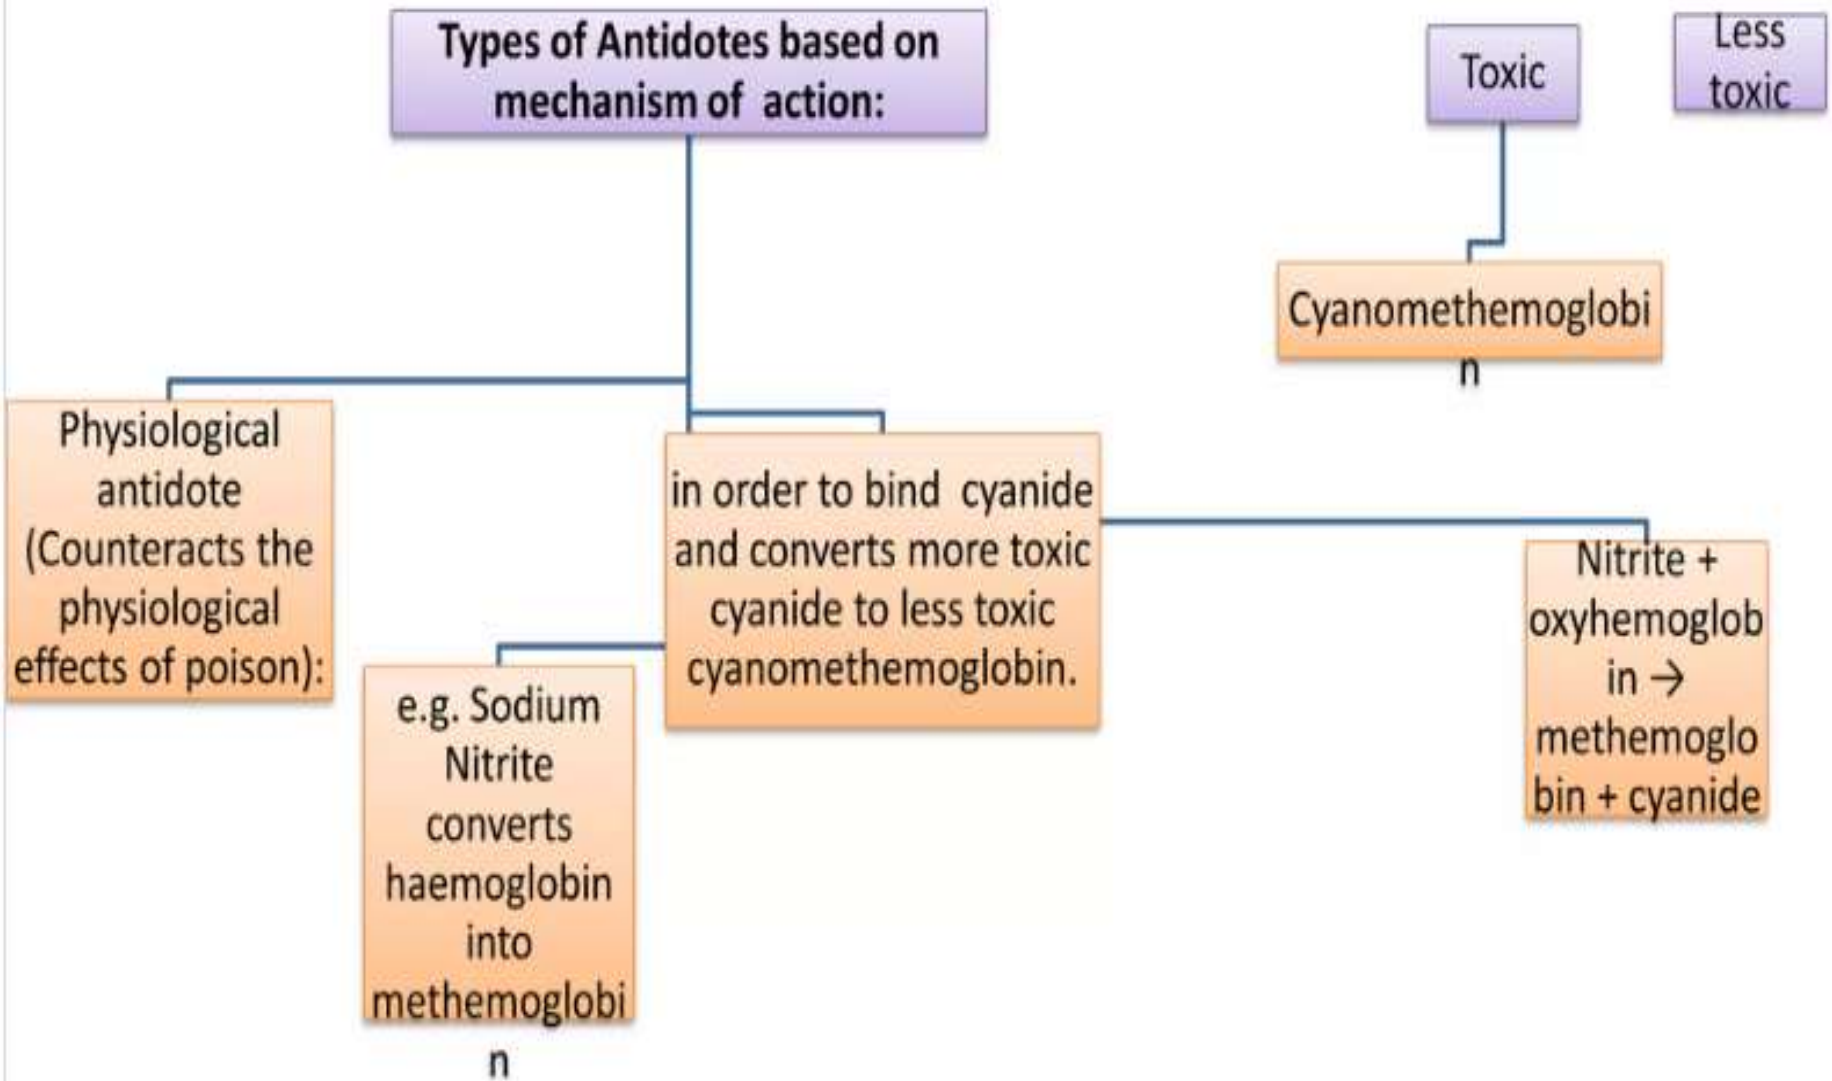 Types of Antidotes based on
mechanism of action:
Toxic
Less
toxic
Cyanomethemoglobi
n
Physiological
antidote
(Counteracts the
physiological
effects of poison):
in order to bind cyanide
and converts more toxic
cyanide to less toxic
cyanomethemoglobin.
e.g. Sodium
Nitrite
converts
haemoglobin
into
methemoglobi
n
Nitrite +
oxyhemoglob
in →
methemoglo
bin + cyanide